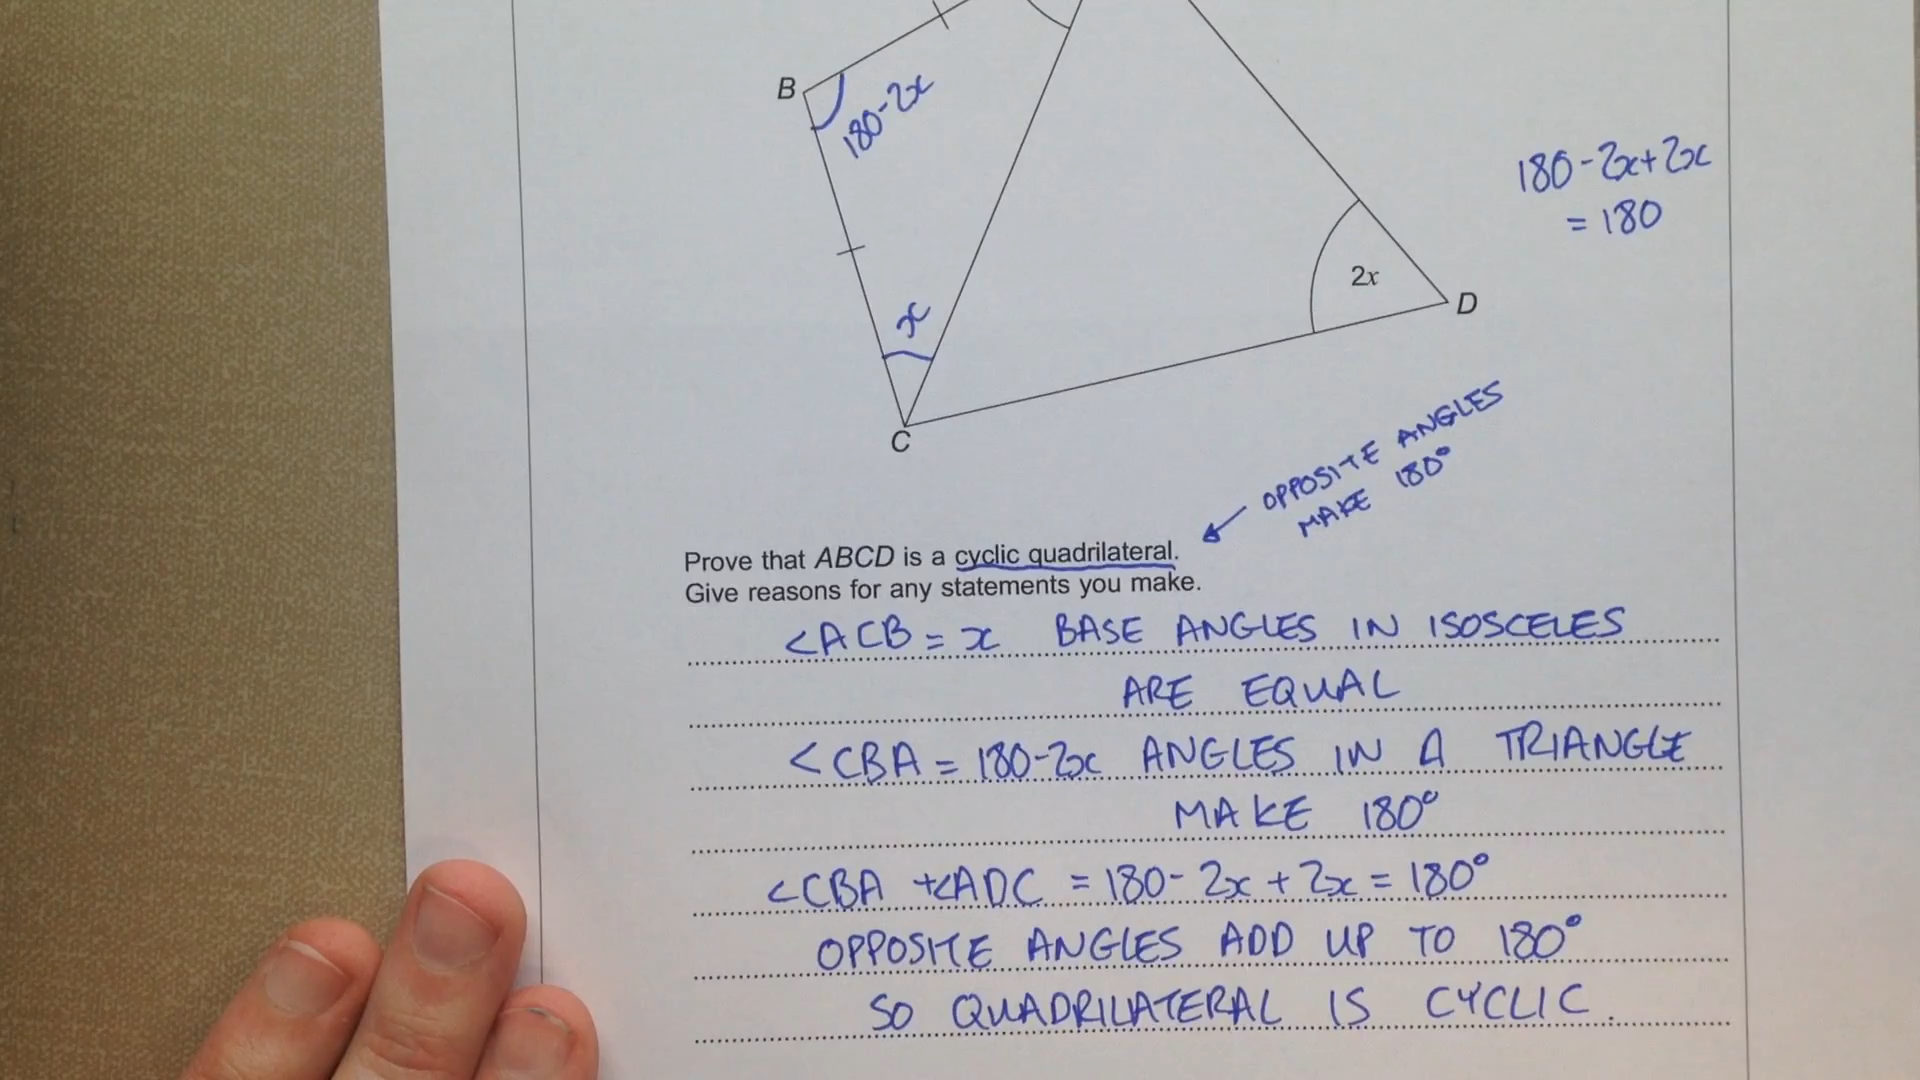 B
180-2x
180-2x+2x
= 180
2x
D
x
C
OPPOSITE ANGLES
MAKE 180°
Prove that ABCD is a cyclic quadrilateral.
Give reasons for any statements you make.
<ACB = x BASE ANGLES IN ISOSCELES
ARE EQUAL
<CBA = 180-2x ANGLES IN A TRIANGLE
MAKE 180°
<CBA +<ADC = 180- 2x + 2x = 180°
OPPOSITE ANGLES ADD UP TO 180°
SO QUADRILATERAL IS CYCLIC.